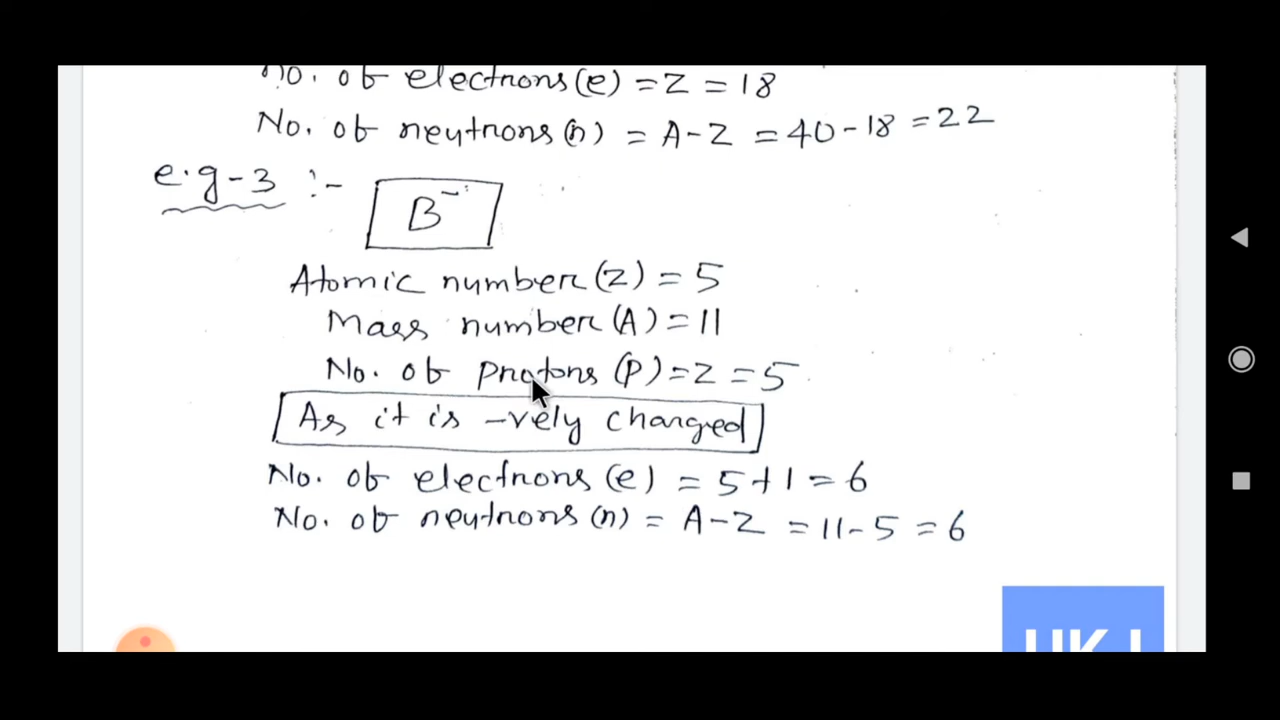 No. of electrons(e) = Z = 18
No. of neutrons(n) = A-Z = 40-18 = 22
e.g-3 :-
B⁻
Atomic number(Z) = 5
Mass number(A) = 11
No. of protons (P) = Z = 5
As it is -vely charged
No. of electrons(e) = 5+1 = 6
No. of neutrons(n) = A-Z = 11-5 = 6